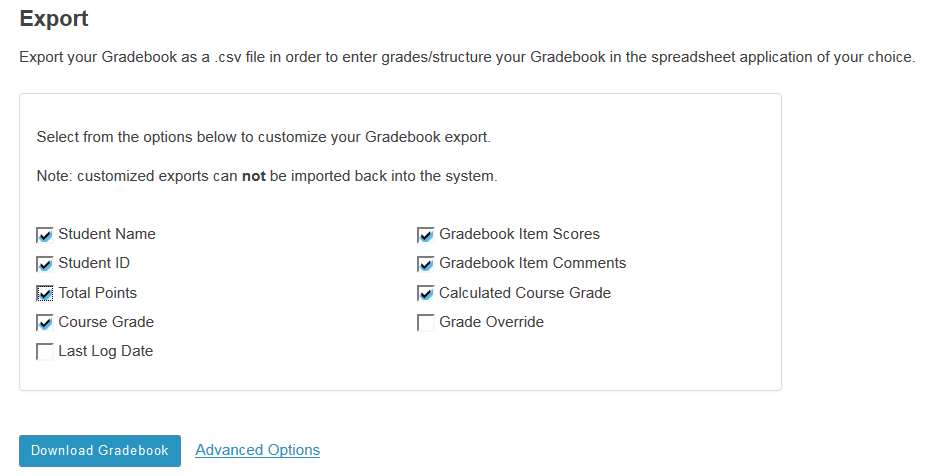 Export
Export your Gradebook as a .csv file in order to enter grades/structure your Gradebook in the spreadsheet application of your choice.
Select from the options below to customize your Gradebook export.
Note: customized exports can not be imported back into the system.
Student Name
Student ID
Total Points
Course Grade
Last Log Date
Gradebook Item Scores
Gradebook Item Comments
Calculated Course Grade
Grade Override
Download Gradebook
Advanced Options